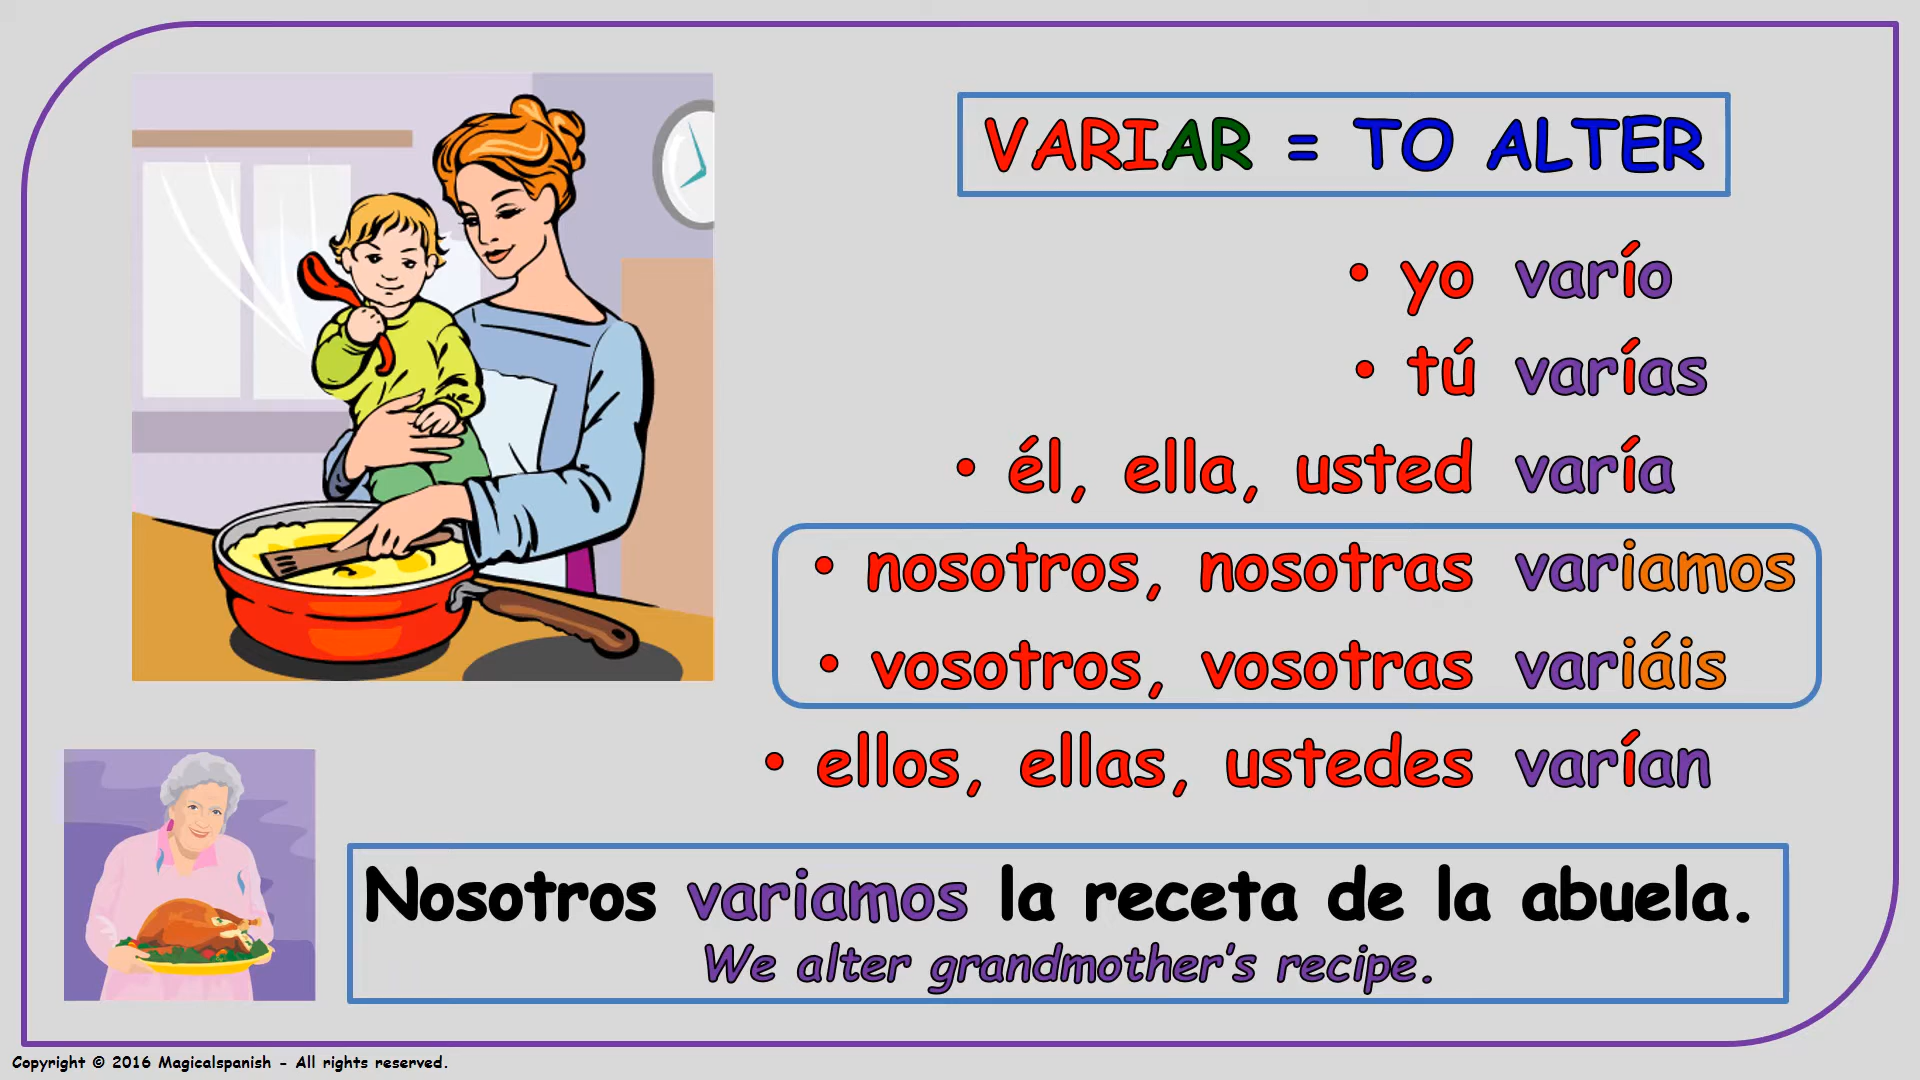 VARIAR = TO ALTER
• yo varío
• tú varías
• él, ella, usted varía
• nosotros, nosotras variamos
• vosotros, vosotras variáis
• ellos, ellas, ustedes varían
Nosotros variamos la receta de la abuela.
We alter grandmother's recipe.
Copyright © 2016 Magicalspanish - All rights reserved.